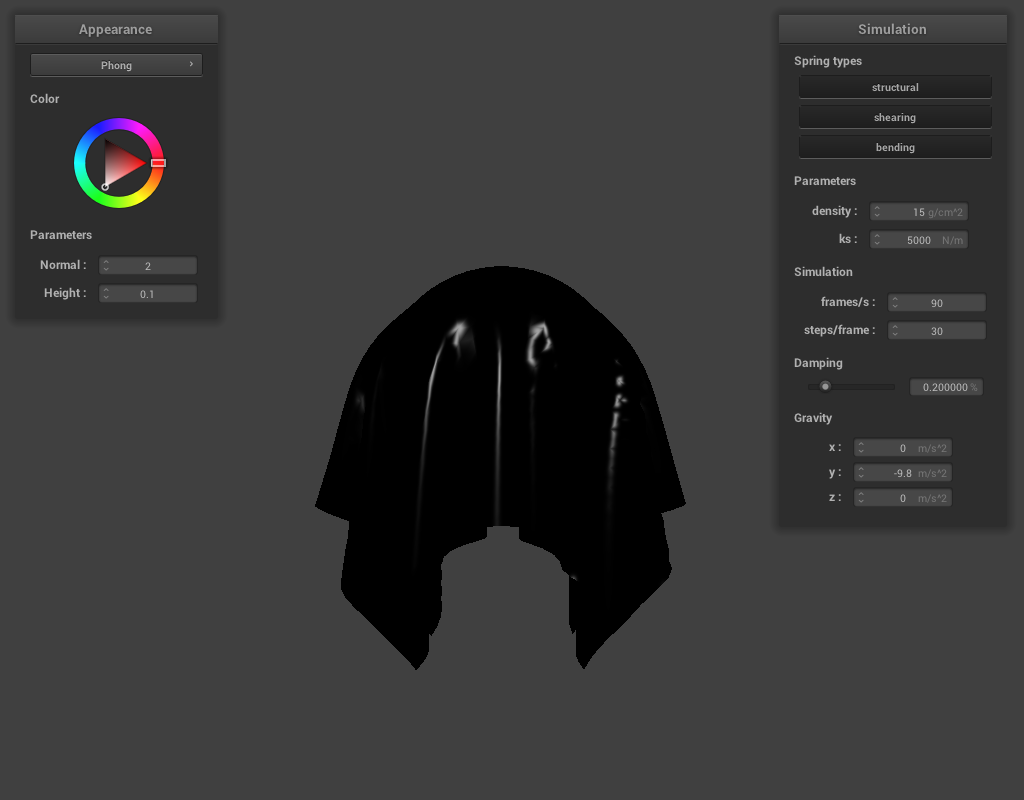 Appearance
Phong
Color
Parameters
Normal : 2
Height : 0.1
Simulation
Spring types
structural
shearing
bending
Parameters
density : 15 g/cm^2
ks : 5000 N/m
Simulation
frames/s : 90
steps/frame : 30
Damping
0.200000 %
Gravity
x : 0 m/s^2
y : -9.8 m/s^2
z : 0 m/s^2